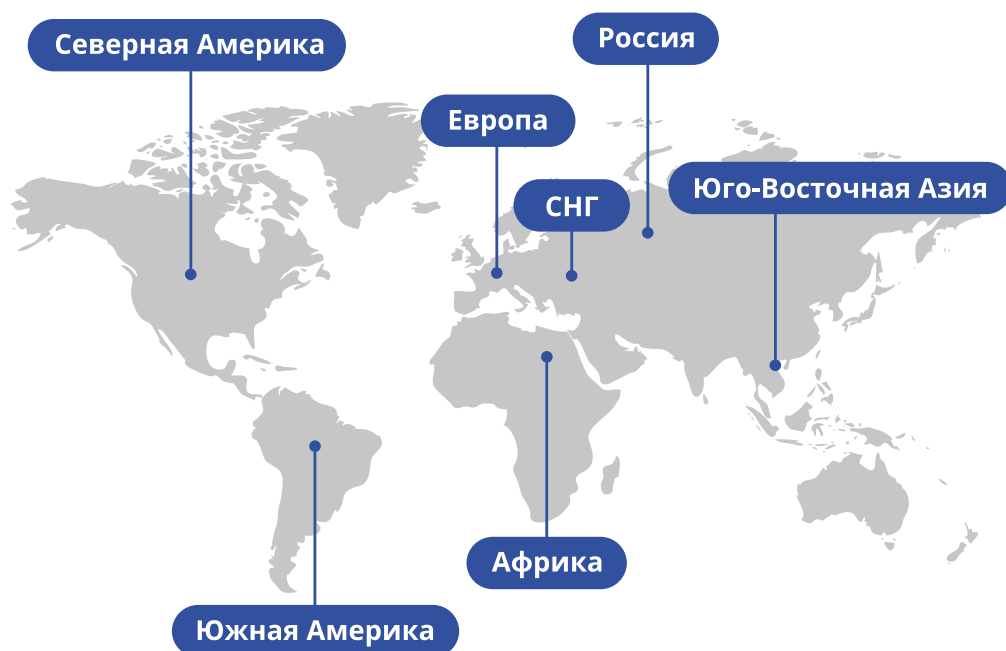 Северная Америка
Россия
Европа
Юго-Восточная Азия
СНГ
Африка
Южная Америка